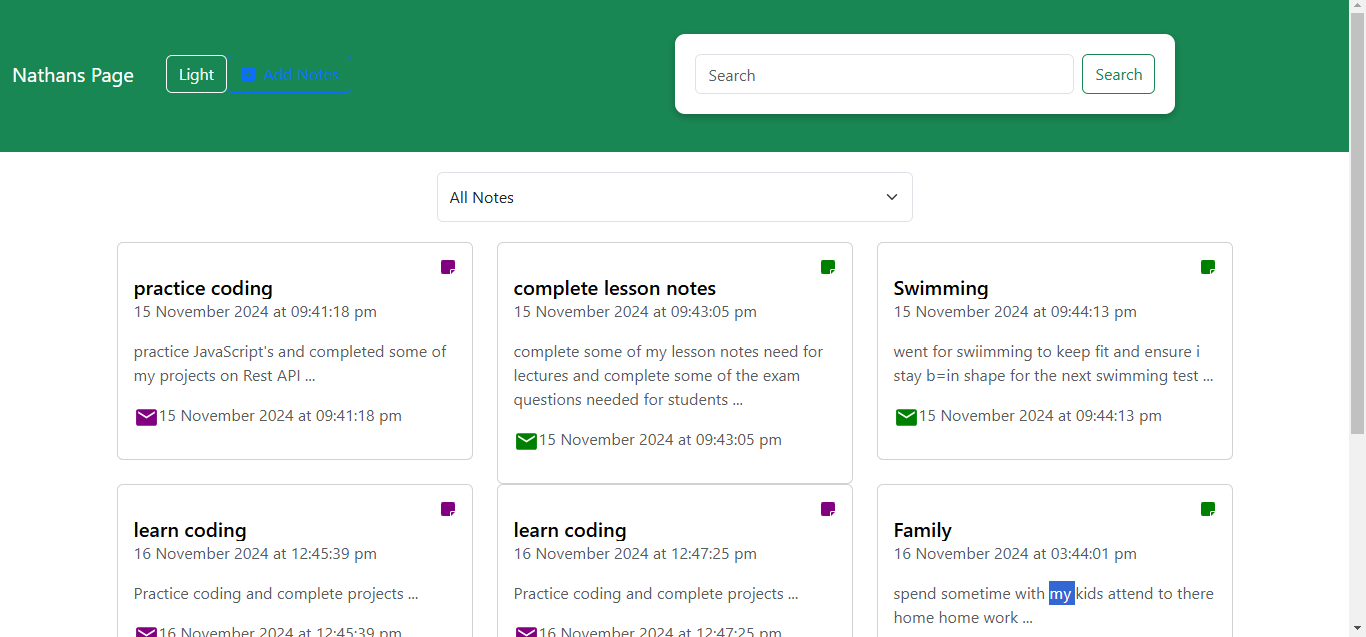 Nathans Page
Light
Add Notes
Search
Search
All Notes
practice coding
15 November 2024 at 09:41:18 pm
practice JavaScript's and completed some of
my projects on Rest API ...
15 November 2024 at 09:41:18 pm
complete lesson notes
15 November 2024 at 09:43:05 pm
complete some of my lesson notes need for
lectures and complete some of the exam
questions needed for students ...
15 November 2024 at 09:43:05 pm
Swimming
15 November 2024 at 09:44:13 pm
went for swiimming to keep fit and ensure i
stay b=in shape for the next swimming test ...
15 November 2024 at 09:44:13 pm
learn coding
16 November 2024 at 12:45:39 pm
Practice coding and complete projects ...
16 November 2024 at 12:45:39 pm
learn coding
16 November 2024 at 12:47:25 pm
Practice coding and complete projects ...
16 November 2024 at 12:47:25 pm
Family
16 November 2024 at 03:44:01 pm
spend sometime with my kids attend to there
home home work ...